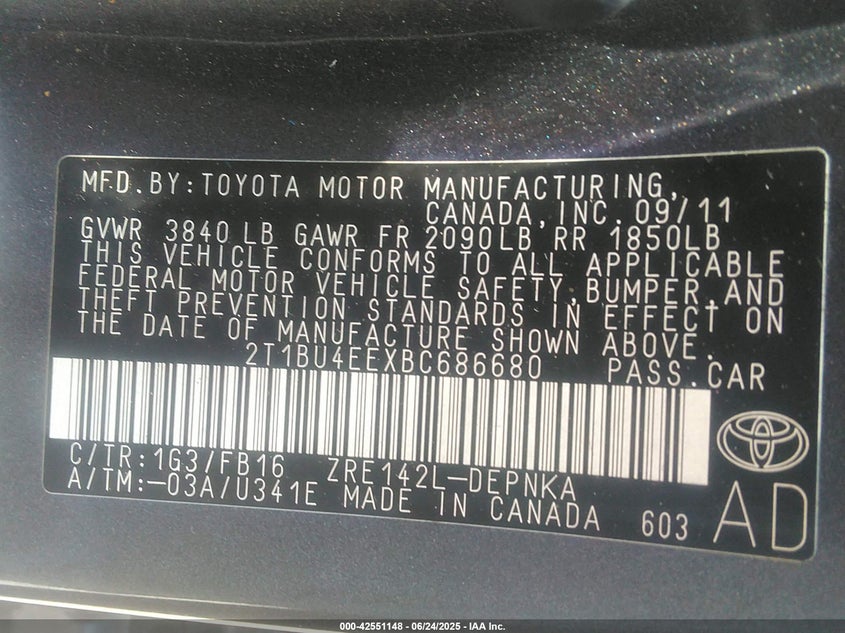 MFD.BY:TOYOTA MOTOR MANUFACTURING,
CANADA,INC.09/11
GVWR 3840LB GAWR FR 2090LB RR 1850LB
THIS VEHICLE CONFORMS TO ALL APPLICABLE
FEDERAL MOTOR VEHICLE SAFETY,BUMPER,AND
THEFT PREVENTION STANDARDS IN EFFECT ON
THE DATE OF MANUFACTURE SHOWN ABOVE.
2T1BU4EEXBC686680 PASS.CAR
C/TR:1G3/FB16 ZRE142L-DEPNKA
A/TM:-03A/U341E MADE IN CANADA 603
AD
000-42551148 - 06/24/2025 - IAA Inc.